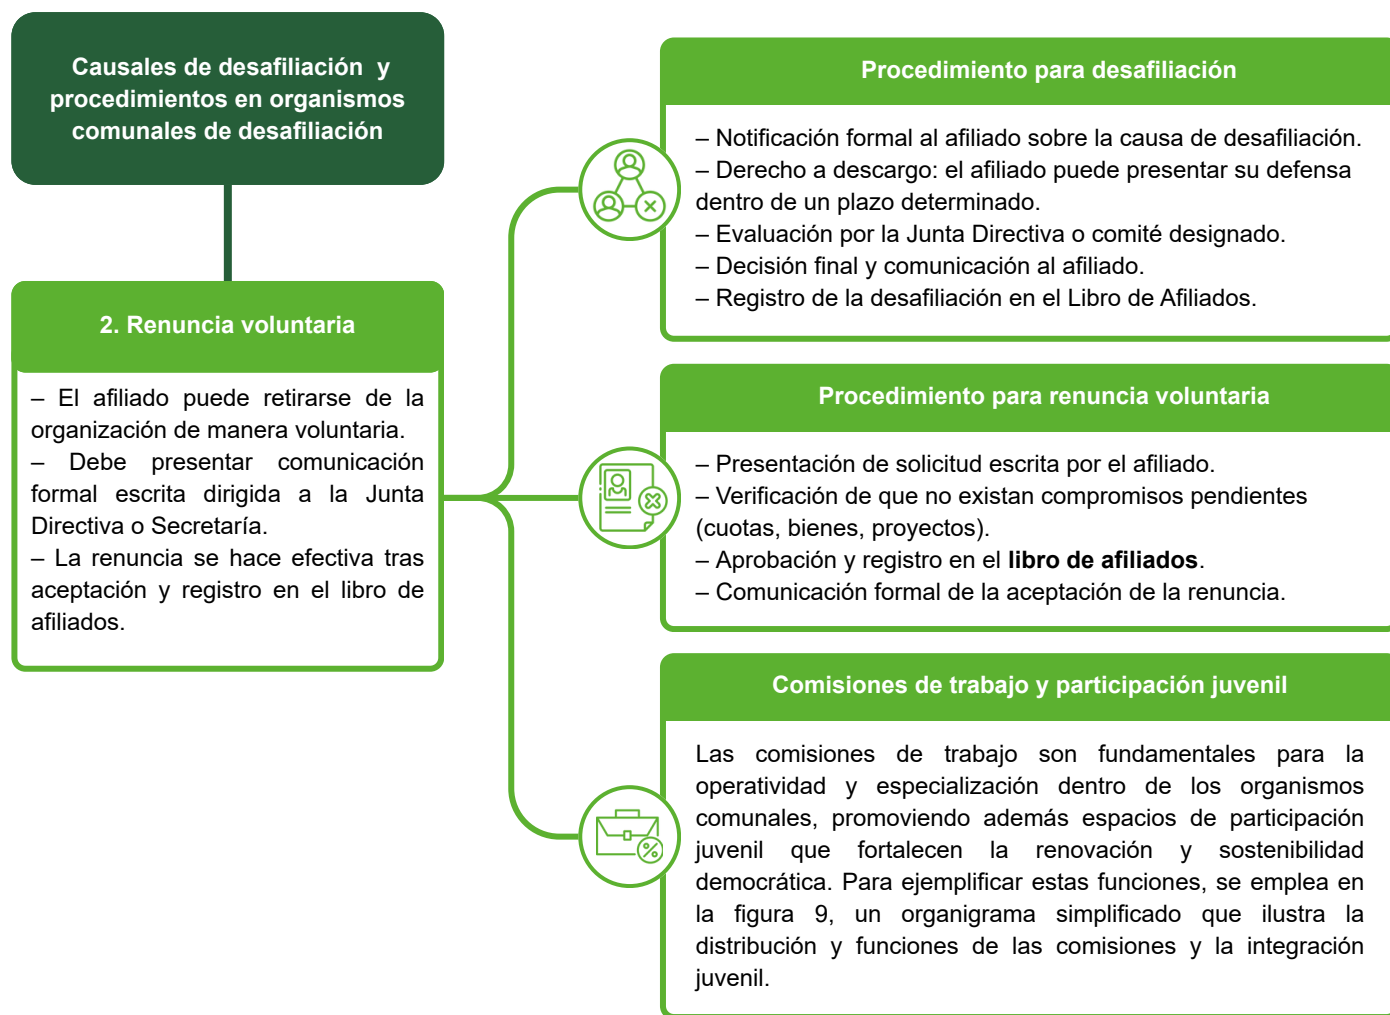 Causales de desafiliación y
procedimientos en organismos
comunales de desafiliación
2. Renuncia voluntaria
– El afiliado puede retirarse de la
organización de manera voluntaria.
– Debe presentar comunicación
formal escrita dirigida a la Junta
Directiva o Secretaría.
– La renuncia se hace efectiva tras
aceptación y registro en el libro de
afiliados.
Procedimiento para desafiliación
– Notificación formal al afiliado sobre la causa de desafiliación.
– Derecho a descargo: el afiliado puede presentar su defensa
dentro de un plazo determinado.
– Evaluación por la Junta Directiva o comité designado.
– Decisión final y comunicación al afiliado.
– Registro de la desafiliación en el Libro de Afiliados.
Procedimiento para renuncia voluntaria
– Presentación de solicitud escrita por el afiliado.
– Verificación de que no existan compromisos pendientes
(cuotas, bienes, proyectos).
– Aprobación y registro en el libro de afiliados.
– Comunicación formal de la aceptación de la renuncia.
Comisiones de trabajo y participación juvenil
Las comisiones de trabajo son fundamentales para la
operatividad y especialización dentro de los organismos
comunales, promoviendo además espacios de participación
juvenil que fortalecen la renovación y sostenibilidad
democrática. Para ejemplificar estas funciones, se emplea en
la figura 9, un organigrama simplificado que ilustra la
distribución y funciones de las comisiones y la integración
juvenil.